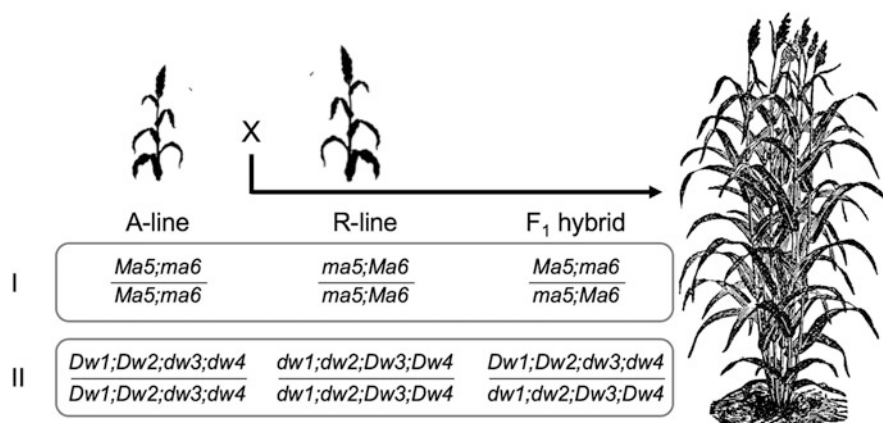 X
A-line R-line F₁ hybrid
I
Ma5;ma6 ma5;Ma6 Ma5;ma6
Ma5;ma6 ma5;Ma6 ma5;Ma6
II
Dw1;Dw2;dw3;dw4 dw1;dw2;Dw3;Dw4 Dw1;Dw2;dw3;dw4
Dw1;Dw2;dw3;dw4 dw1;dw2;Dw3;Dw4 dw1;dw2;Dw3;Dw4